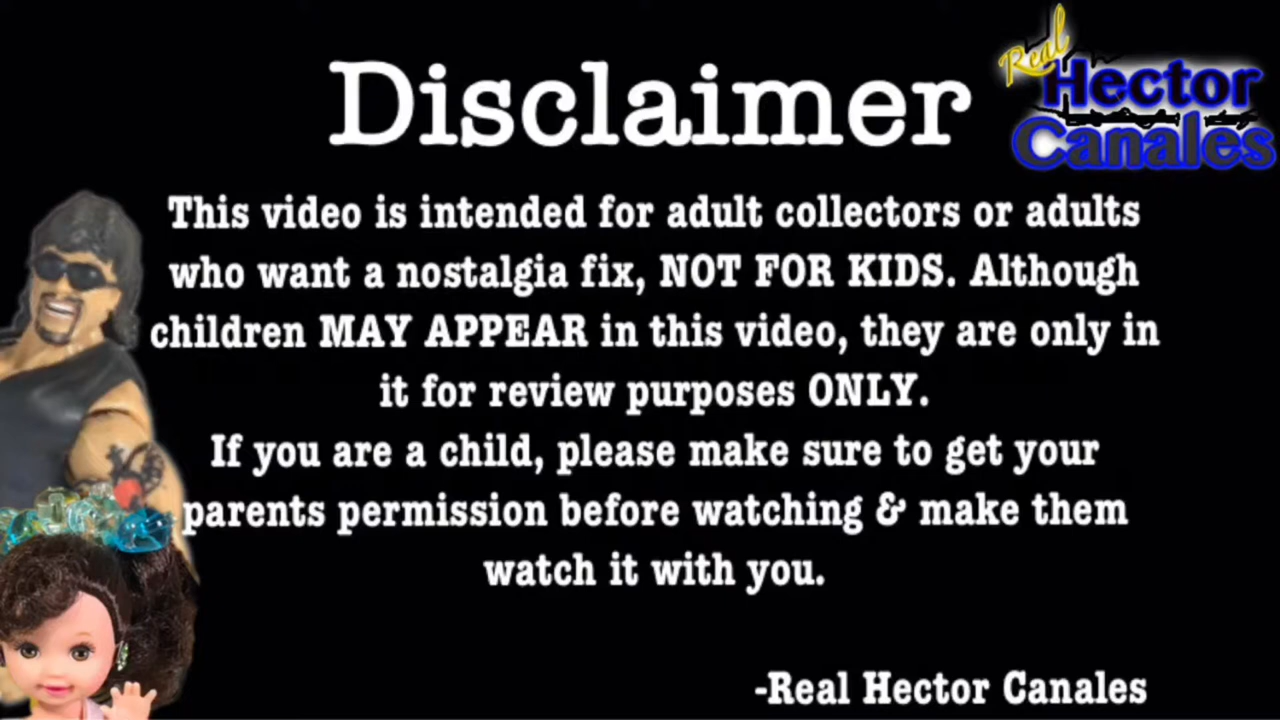 Real
Hector
Canales
Disclaimer
This video is intended for adult collectors or adults
who want a nostalgia fix, NOT FOR KIDS. Although
children MAY APPEAR in this video, they are only in
it for review purposes ONLY.
If you are a child, please make sure to get your
parents permission before watching & make them
watch it with you.
-Real Hector Canales